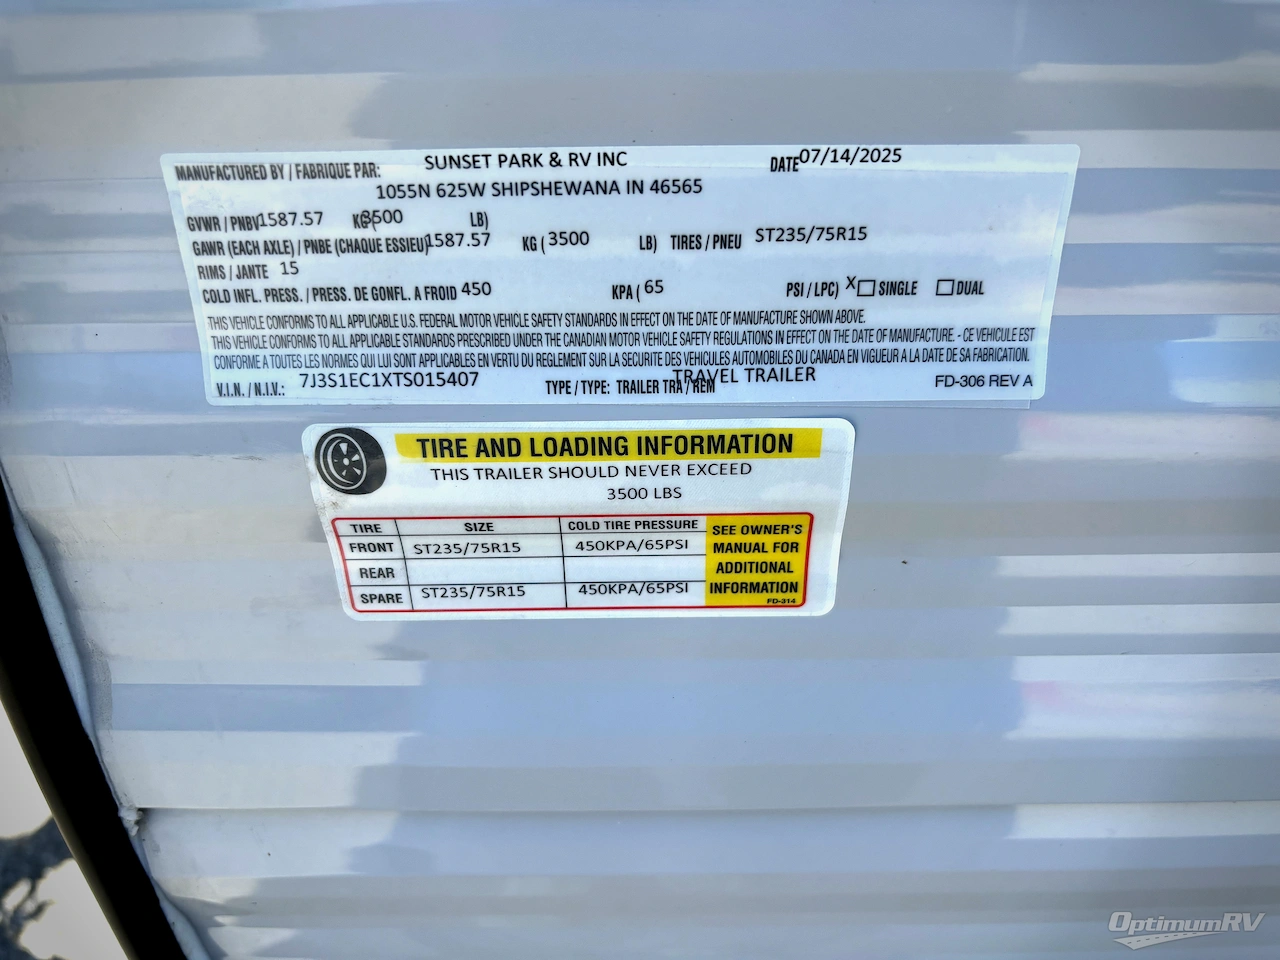 MANUFACTURED BY / FABRIQUE PAR: SUNSET PARK & RV INC DATE 07/14/2025
1055N 625W SHIPSHEWANA IN 46565
GVWR / PNBV 1587.57 KG ( 3500 LB)
GAWR (EACH AXLE) / PNBE (CHAQUE ESSIEU) 1587.57 KG ( 3500 LB) TIRES / PNEU ST235/75R15
RIMS / JANTE 15
COLD INFL. PRESS. / PRESS. DE GONFL. A FROID 450 KPA ( 65 PSI / LPC) X SINGLE DUAL
THIS VEHICLE CONFORMS TO ALL APPLICABLE U.S. FEDERAL MOTOR VEHICLE SAFETY STANDARDS IN EFFECT ON THE DATE OF MANUFACTURE SHOWN ABOVE.
THIS VEHICLE CONFORMS TO ALL APPLICABLE STANDARDS PRESCRIBED UNDER THE CANADIAN MOTOR VEHICLE SAFETY REGULATIONS IN EFFECT ON THE DATE OF MANUFACTURE. - CE VEHICULE EST
CONFORME A TOUTES LES NORMES QUI LUI SONT APPLICABLES EN VERTU DU REGLEMENT SUR LA SECURITE DES VEHICULES AUTOMOBILES DU CANADA EN VIGUEUR A LA DATE DE SA FABRICATION.
V.I.N. / N.I.V.: 7J3S1EC1XTS015407 TYPE / TYPE: TRAILER TRA / REM TRAVEL TRAILER FD-306 REV A
TIRE AND LOADING INFORMATION
THIS TRAILER SHOULD NEVER EXCEED
3500 LBS
TIRE SIZE COLD TIRE PRESSURE
FRONT ST235/75R15 450KPA/65PSI
REAR
SPARE ST235/75R15 450KPA/65PSI
SEE OWNER'S
MANUAL FOR
ADDITIONAL
INFORMATION
FD-314
OptimumRV